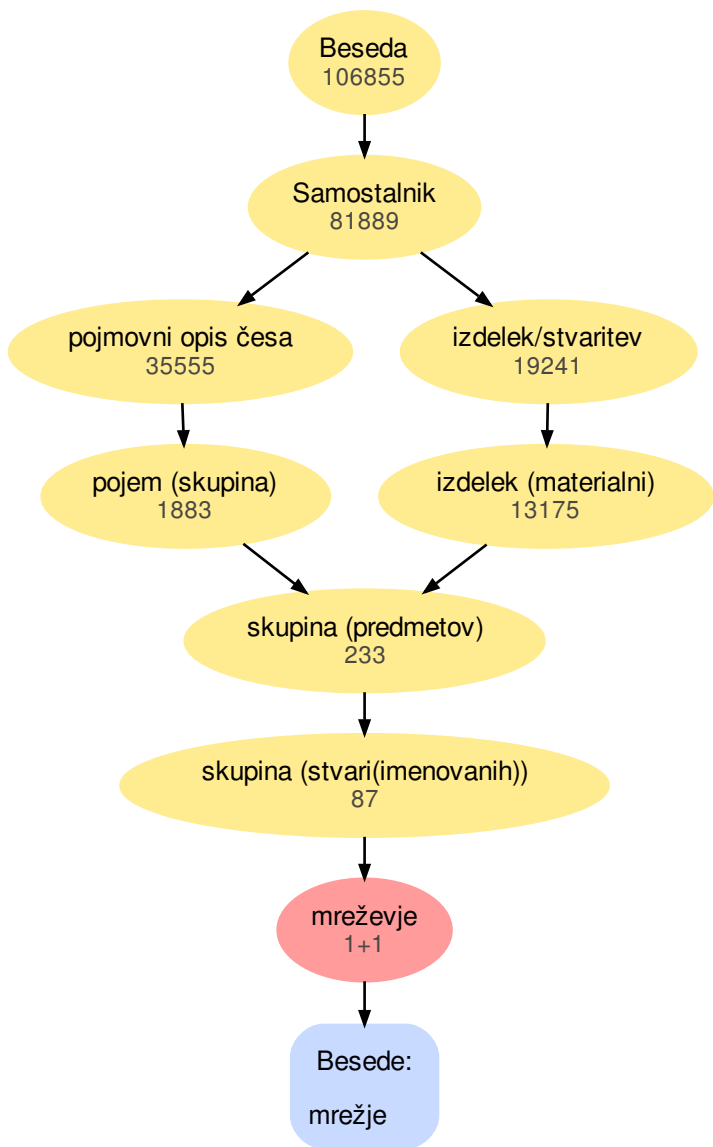 Beseda
106855
Samostalnik
81889
pojmovni opis česa
35555
izdelek/stvaritev
19241
pojem (skupina)
1883
izdelek (materialni)
13175
skupina (predmetov)
233
skupina (stvari(imenovanih))
87
mreževje
1+1
Besede:
mrežje